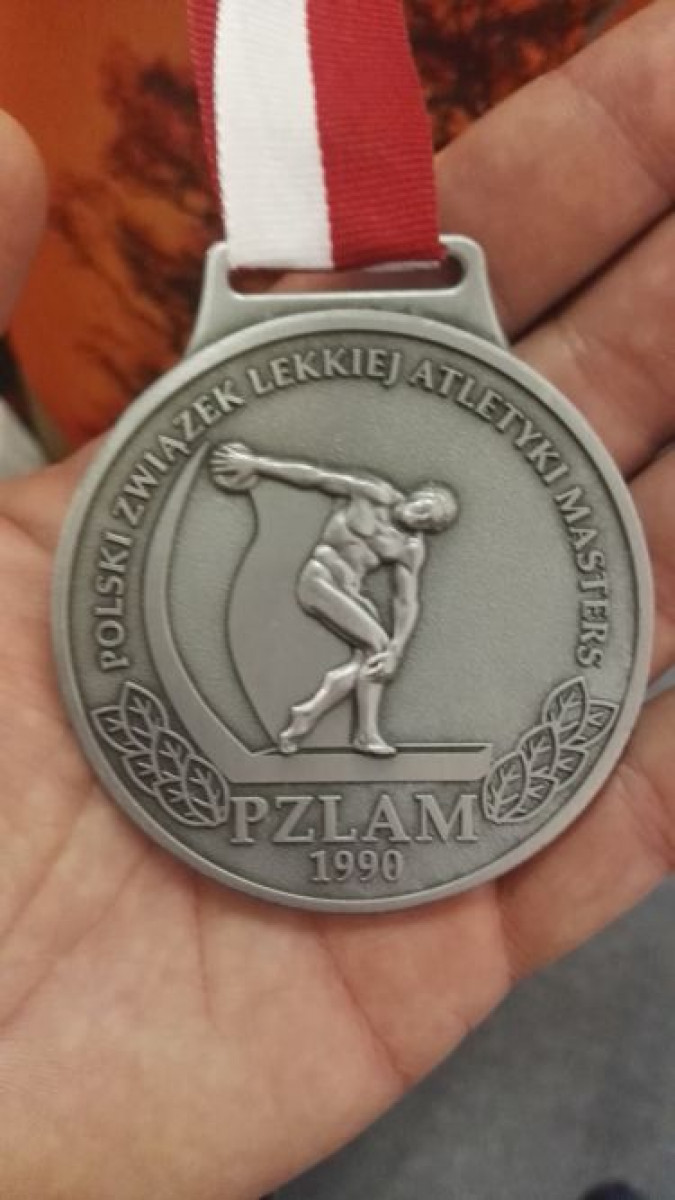 POLSKI ZWIĄZEK LEKKIEJ ATLETYKI MASTERS
PZLAM
1990